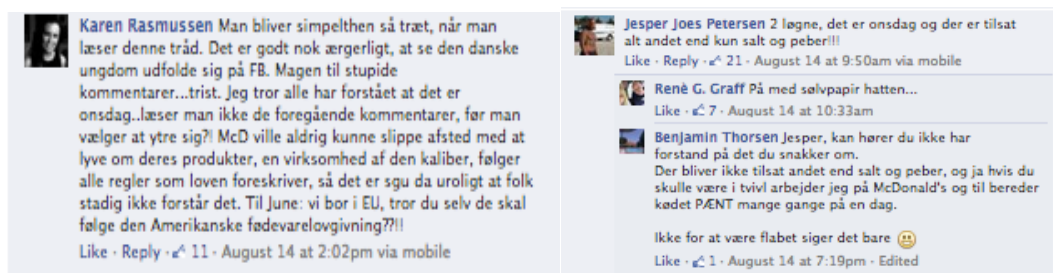 Karen Rasmussen Man bliver simpelthen så træt, når man
læser denne tråd. Det er godt nok ærgerligt, at se den danske
ungdom udfolde sig på FB. Magen til stupide
kommentarer...trist. Jeg tror alle har forstået at det er
onsdag..læser man ikke de foregående kommentarer, før man
vælger at ytre sig?! McD ville aldrig kunne slippe afsted med at
lyve om deres produkter, en virksomhed af den kaliber, følger
alle regler som loven foreskriver, så det er sgu da uroligt at folk
stadig ikke forstår det. Til June: vi bor i EU, tror du selv de skal
følge den Amerikanske fødevarelovgivning??!!
Like · Reply · 11 · August 14 at 2:02pm via mobile
Jesper Joes Petersen 2 løgne, det er onsdag og der er tilsat
alt andet end kun salt og peber!!!
Like · Reply · 21 · August 14 at 9:50am via mobile
Renè G. Graff På med sølvpapir hatten...
Like · 7 · August 14 at 10:33am
Benjamin Thorsen Jesper, kan hører du ikke har
forstand på det du snakker om.
Der bliver ikke tilsat andet end salt og peber, og ja hvis du
skulle være i tvivl arbejder jeg på McDonald's og til bereder
kødet PÆNT mange gange på en dag.
Ikke for at være flabet siger det bare
Like · 1 · August 14 at 7:19pm · Edited